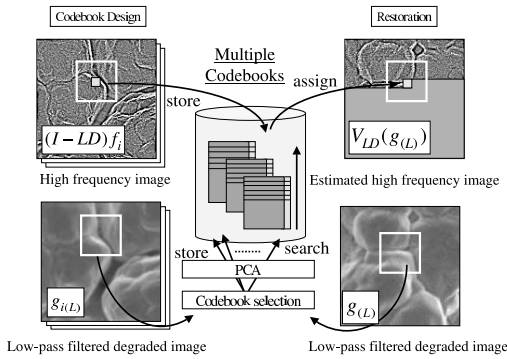 Codebook Design
Restoration
Multiple
Codebooks
store
assign
(I − LD) f_i
V_LD(g_(L))
High frequency image
Estimated high frequency image
store
........
search
PCA
Codebook selection
g_i(L)
g_(L)
Low-pass filtered degraded image
Low-pass filtered degraded image